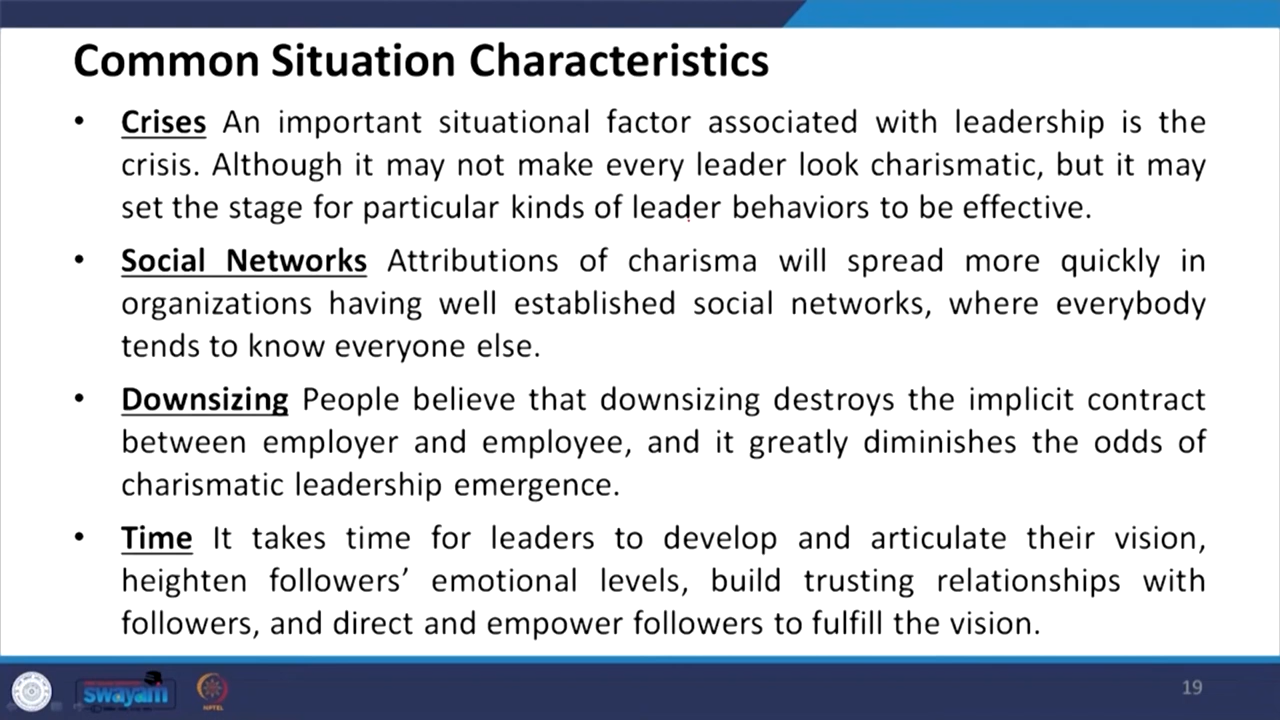 Common Situation Characteristics
• Crises An important situational factor associated with leadership is the
crisis. Although it may not make every leader look charismatic, but it may
set the stage for particular kinds of leader behaviors to be effective.
• Social Networks Attributions of charisma will spread more quickly in
organizations having well established social networks, where everybody
tends to know everyone else.
• Downsizing People believe that downsizing destroys the implicit contract
between employer and employee, and it greatly diminishes the odds of
charismatic leadership emergence.
• Time It takes time for leaders to develop and articulate their vision,
heighten followers’ emotional levels, build trusting relationships with
followers, and direct and empower followers to fulfill the vision.
swayam
NPTEL
19